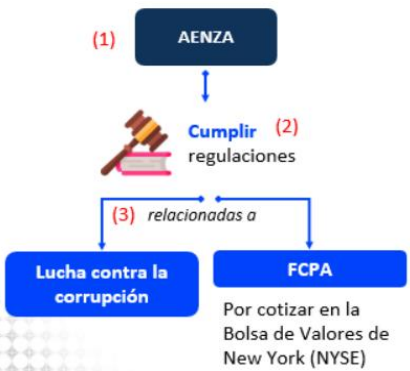 (1) AENZA
Cumplir (2)
regulaciones
(3) relacionadas a
Lucha contra la
corrupción
FCPA
Por cotizar en la
Bolsa de Valores de
New York (NYSE)